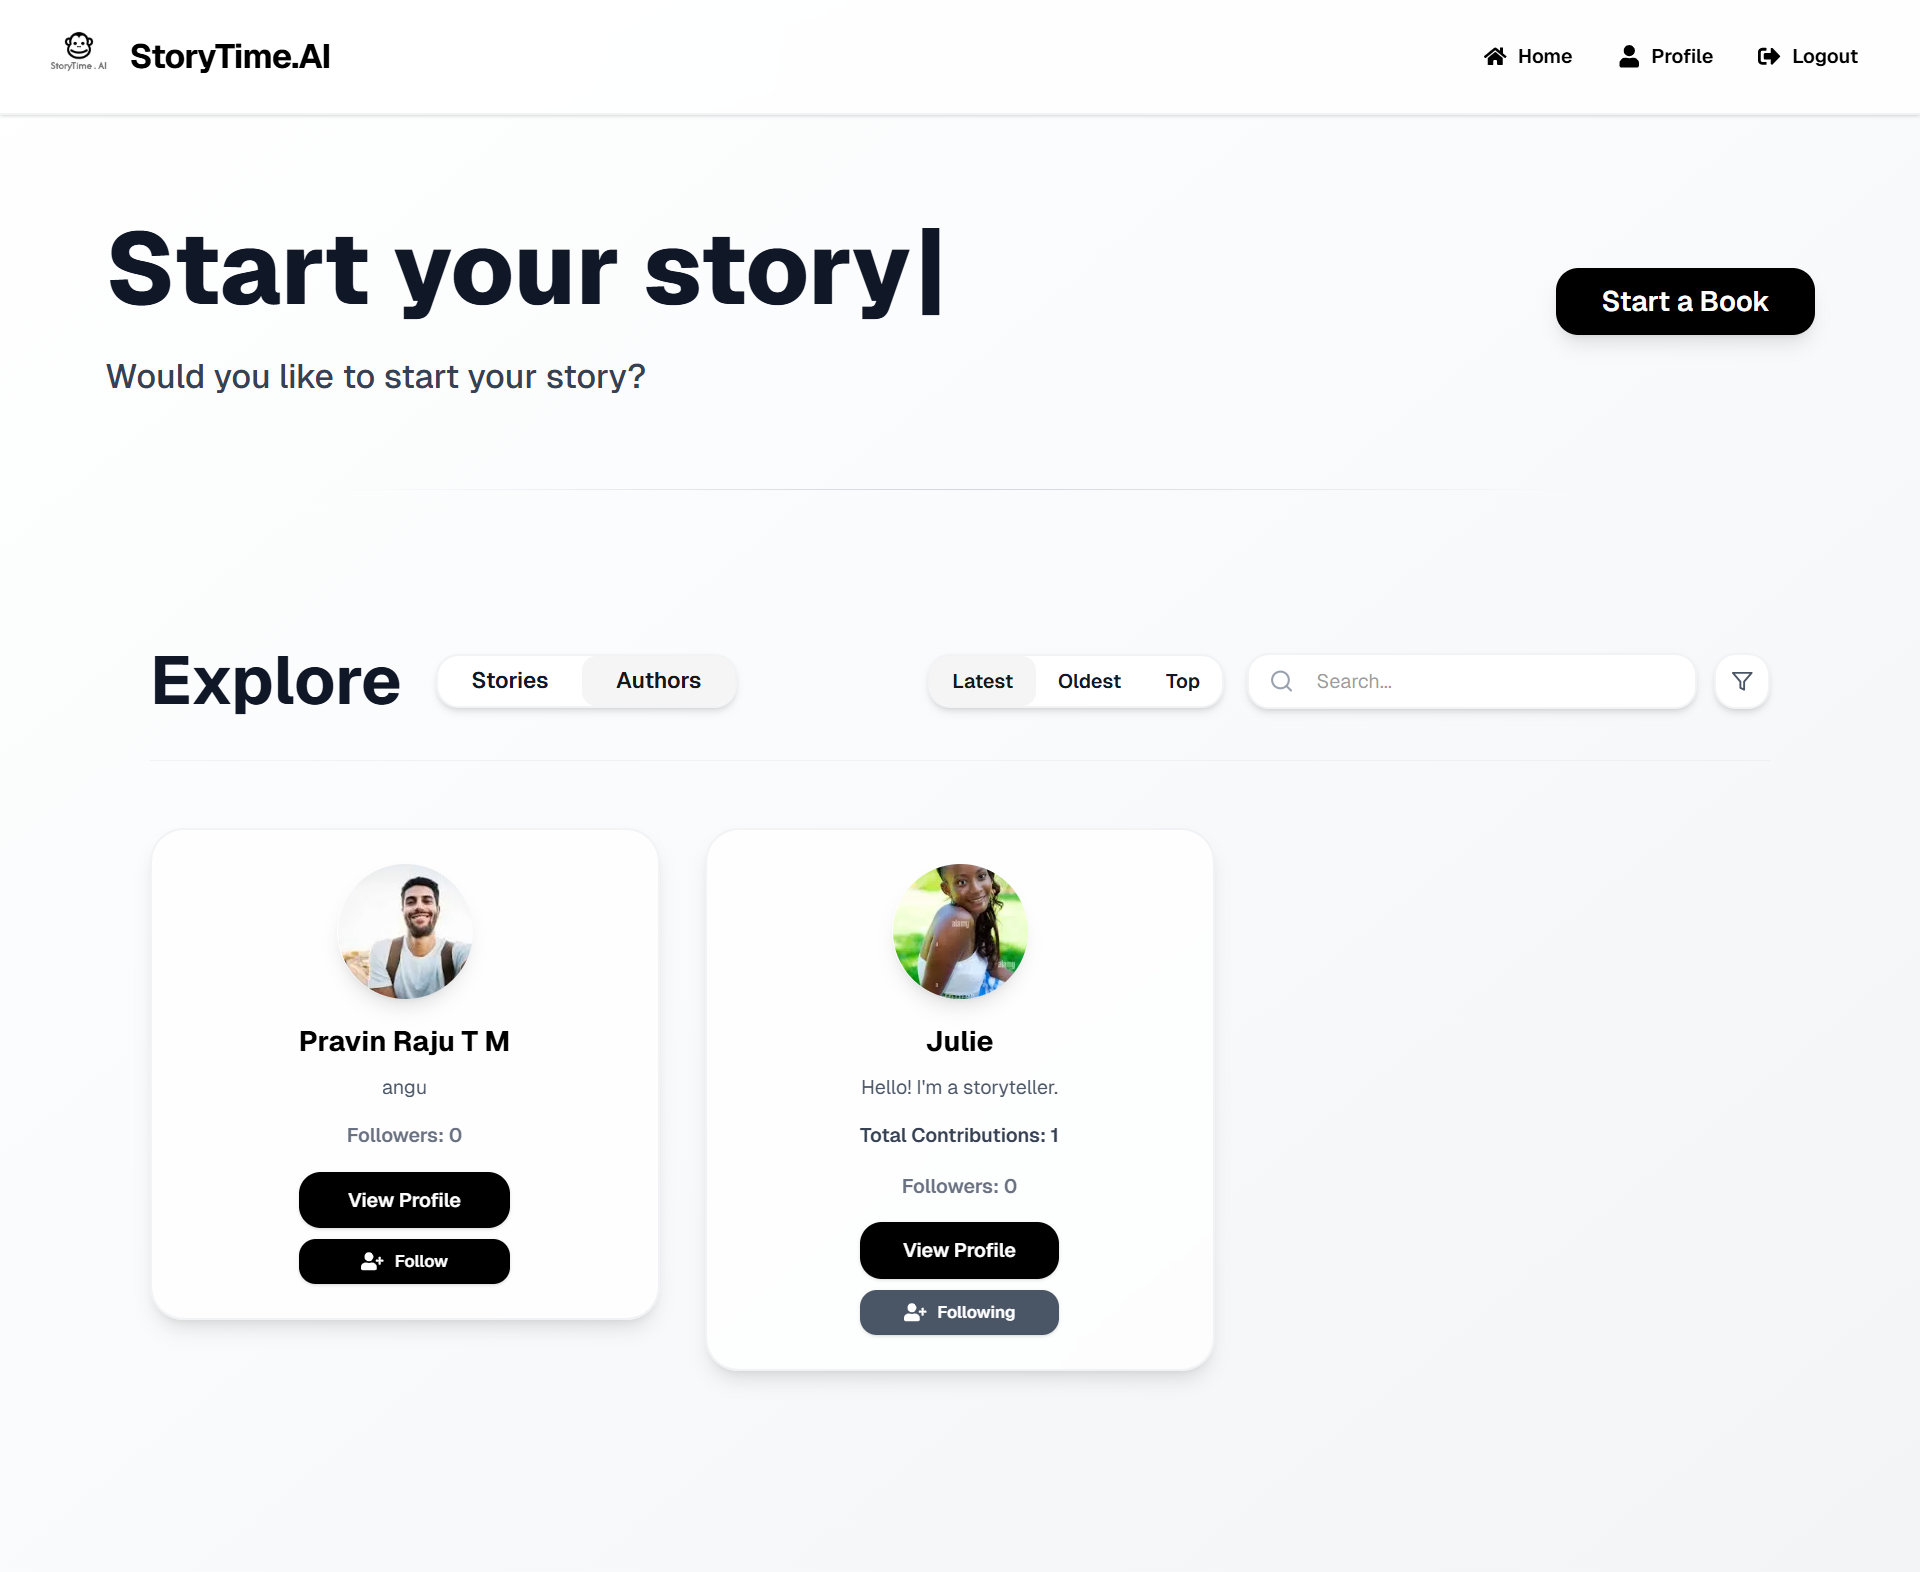 StoryTime . AI
StoryTime.AI
Home
Profile
Logout
Start your story|
Would you like to start your story?
Start a Book
Explore
Stories
Authors
Latest
Oldest
Top
Search...
Pravin Raju T M
angu
Followers: 0
View Profile
Follow
alamy
alamy
Julie
Hello! I'm a storyteller.
Total Contributions: 1
Followers: 0
View Profile
Following